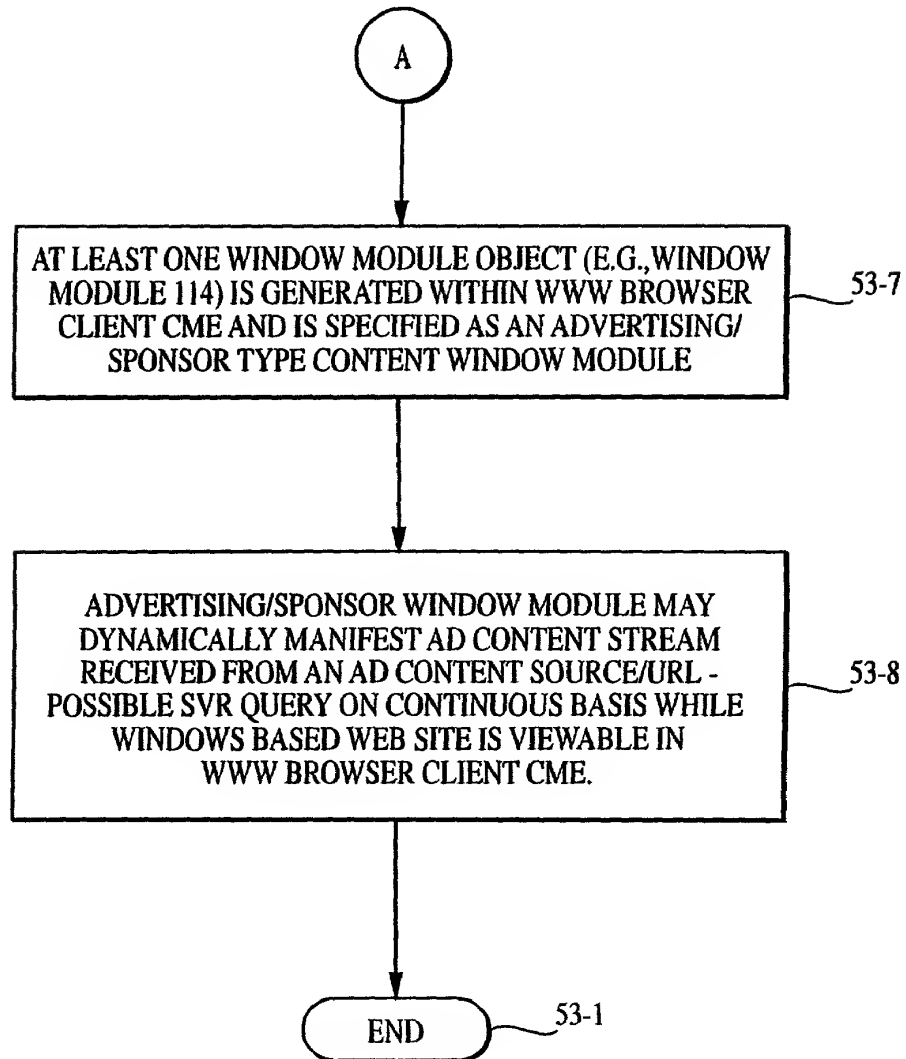 A
AT LEAST ONE WINDOW MODULE OBJECT (E.G.,WINDOW
MODULE 114) IS GENERATED WITHIN WWW BROWSER
CLIENT CME AND IS SPECIFIED AS AN ADVERTISING/
SPONSOR TYPE CONTENT WINDOW MODULE
53-7
ADVERTISING/SPONSOR WINDOW MODULE MAY
DYNAMICALLY MANIFEST AD CONTENT STREAM
RECEIVED FROM AN AD CONTENT SOURCE/URL -
POSSIBLE SVR QUERY ON CONTINUOUS BASIS WHILE
WINDOWS BASED WEB SITE IS VIEWABLE IN
WWW BROWSER CLIENT CME.
53-8
END
53-1